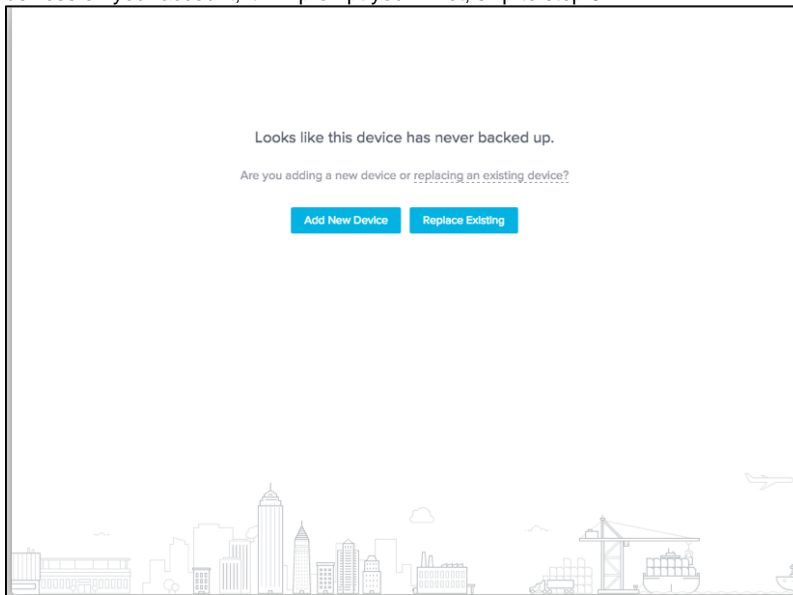 Looks like this device has never backed up.
Are you adding a new device or replacing an existing device?
Add New Device
Replace Existing